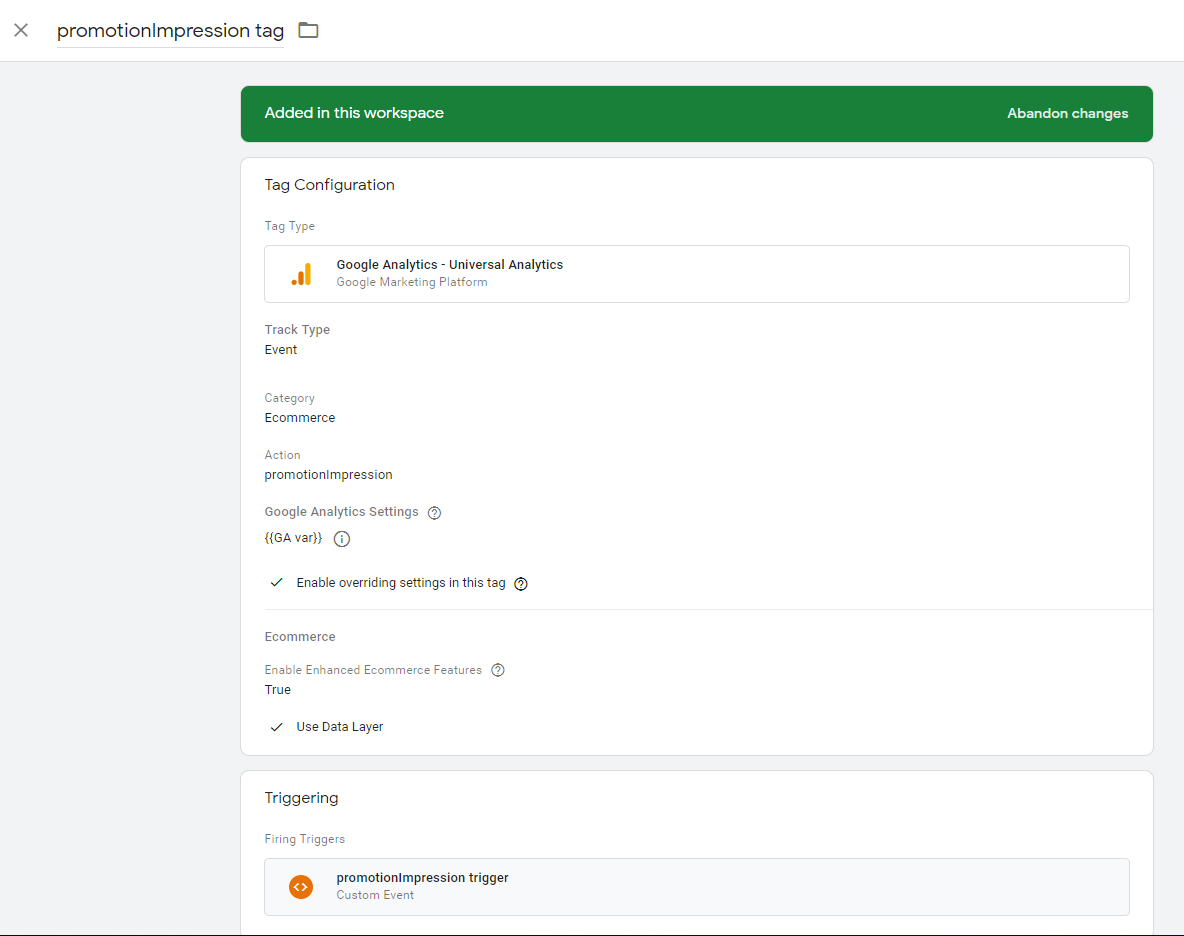 promotionImpression tag
Added in this workspace
Abandon changes
Tag Configuration
Tag Type
Google Analytics - Universal Analytics
Google Marketing Platform
Track Type
Event
Category
Ecommerce
Action
promotionImpression
Google Analytics Settings
{{GA var}}
Enable overriding settings in this tag
Ecommerce
Enable Enhanced Ecommerce Features
True
Use Data Layer
Triggering
Firing Triggers
promotionImpression trigger
Custom Event